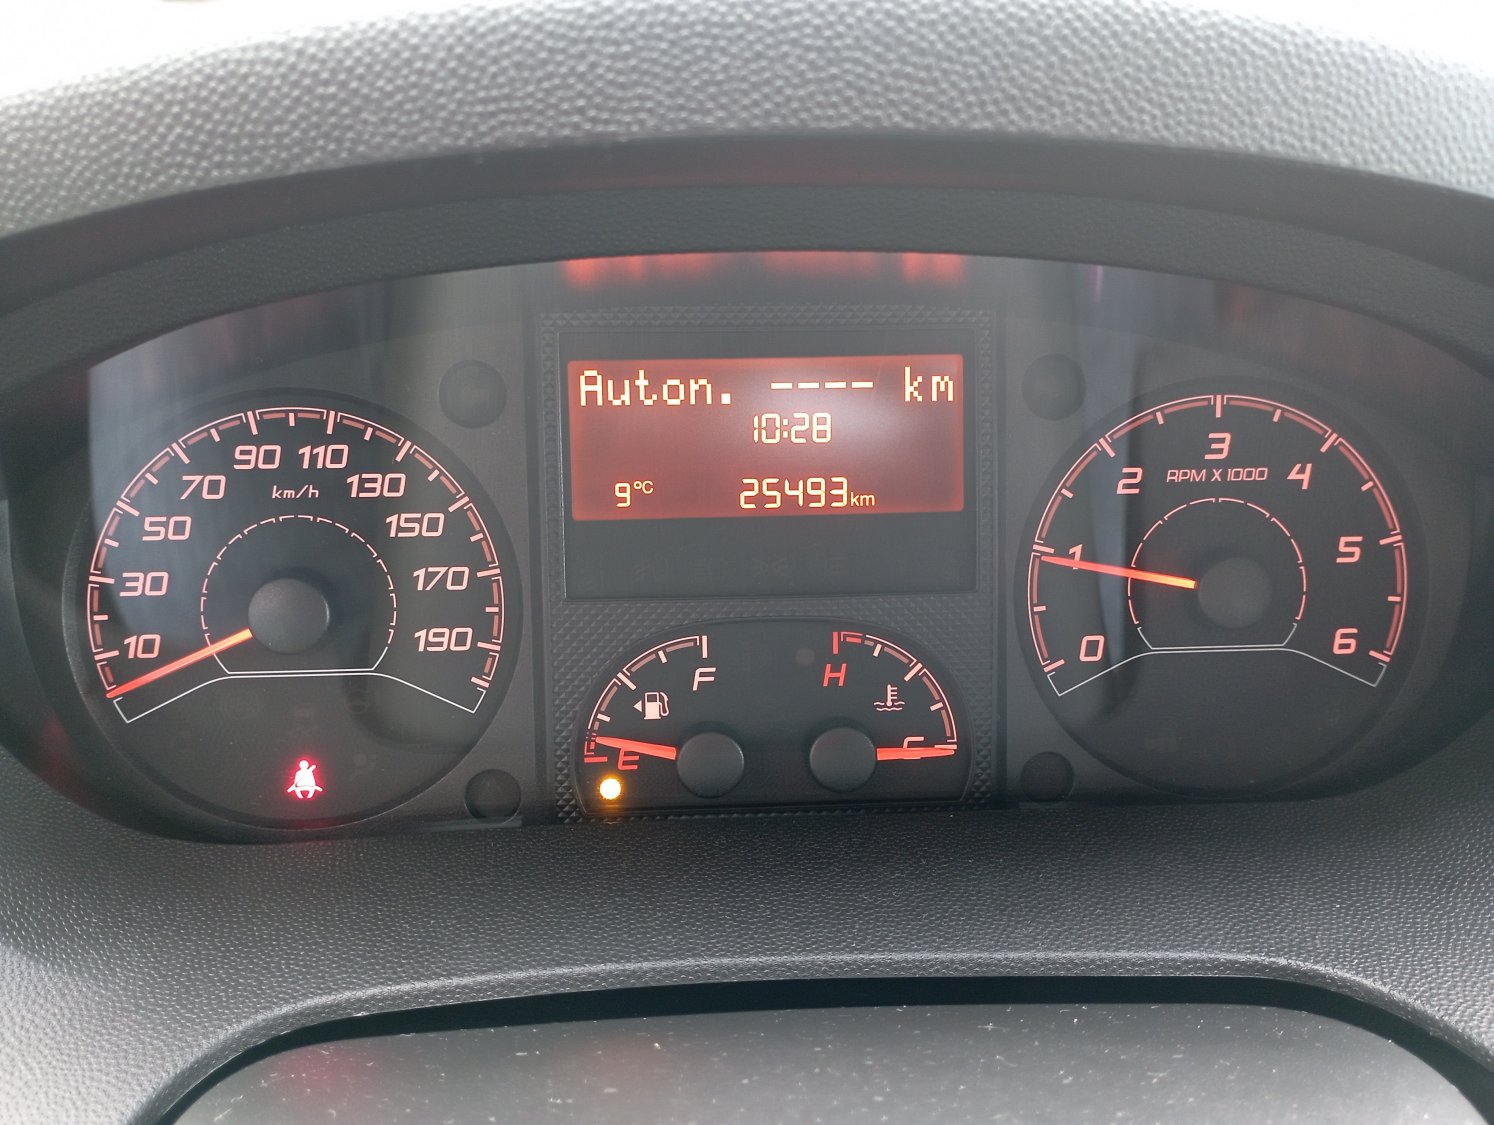 Auton. ---- km
10:28
9°C 25493km
10 30 50 70 90 110 130 150 170 190
km/h
0 1 2 3 4 5 6
RPM X 1000
E F
H C